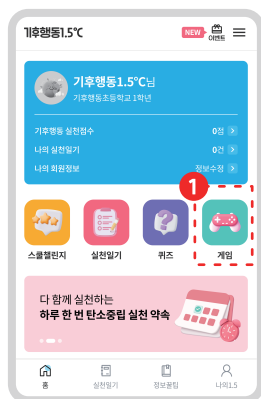 기후행동1.5℃
NEW 이벤트
기후행동1.5℃님
기후행동초등학교 1학년
기후행동 실천점수 0점 >
나의 실천일기 0건 >
나의 회원정보 정보수정 >
1
스쿨챌린지 실천일기 퀴즈 게임
다 함께 실천하는
하루 한 번 탄소중립 실천 약속
홈 실천일기 정보꿀팁 나의1.5